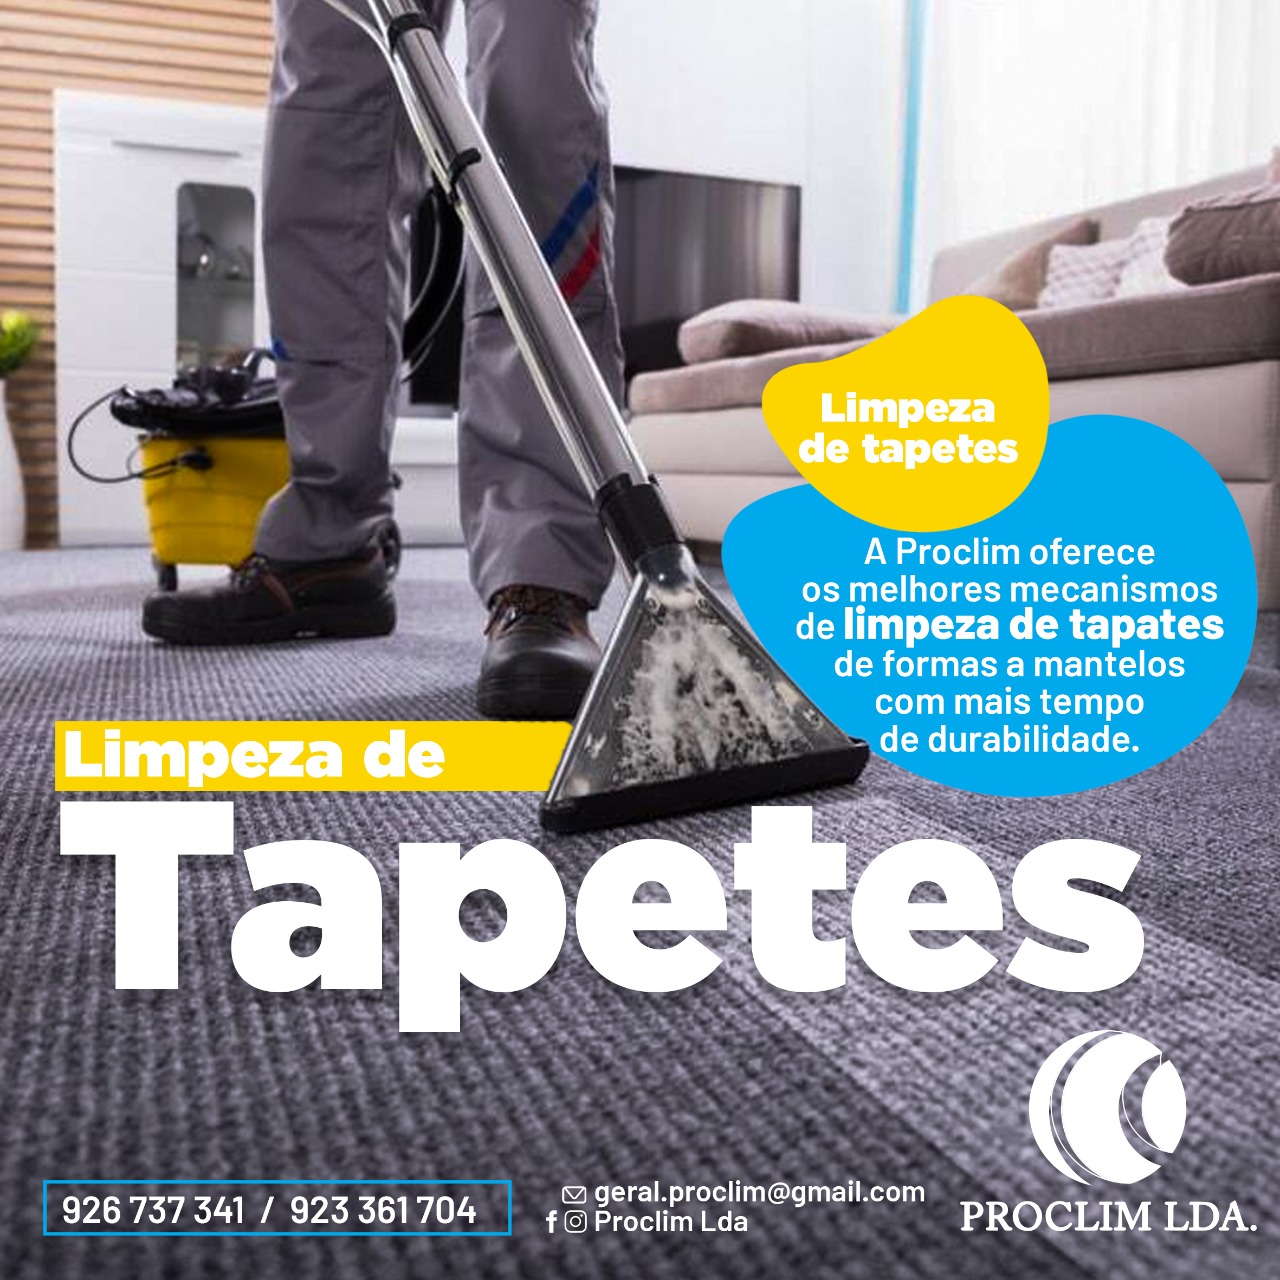 Limpeza
de tapetes
A Proclim oferece
os melhores mecanismos
de limpeza de tapates
de formas a mantelos
com mais tempo
de durabilidade.
Limpeza de
Tapetes
926 737 341 / 923 361 704
geral.proclim@gmail.com
Proclim Lda
PROCLIM LDA.